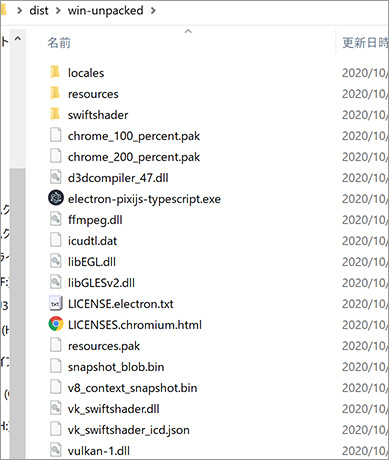 dist › win-unpacked ›
名前 更新日時
locales 2020/10/
resources 2020/10/
swiftshader 2020/10/
chrome_100_percent.pak 2020/10/
chrome_200_percent.pak 2020/10/
d3dcompiler_47.dll 2020/10/
electron-pixijs-typescript.exe 2020/10/
ffmpeg.dll 2020/10/
icudtl.dat 2020/10/
libEGL.dll 2020/10/
libGLESv2.dll 2020/10/
LICENSE.electron.txt 2020/10/
LICENSES.chromium.html 2020/10/
resources.pak 2020/10/
snapshot_blob.bin 2020/10/
v8_context_snapshot.bin 2020/10/
vk_swiftshader.dll 2020/10/
vk_swiftshader_icd.json 2020/10/
vulkan-1.dll 2020/10/